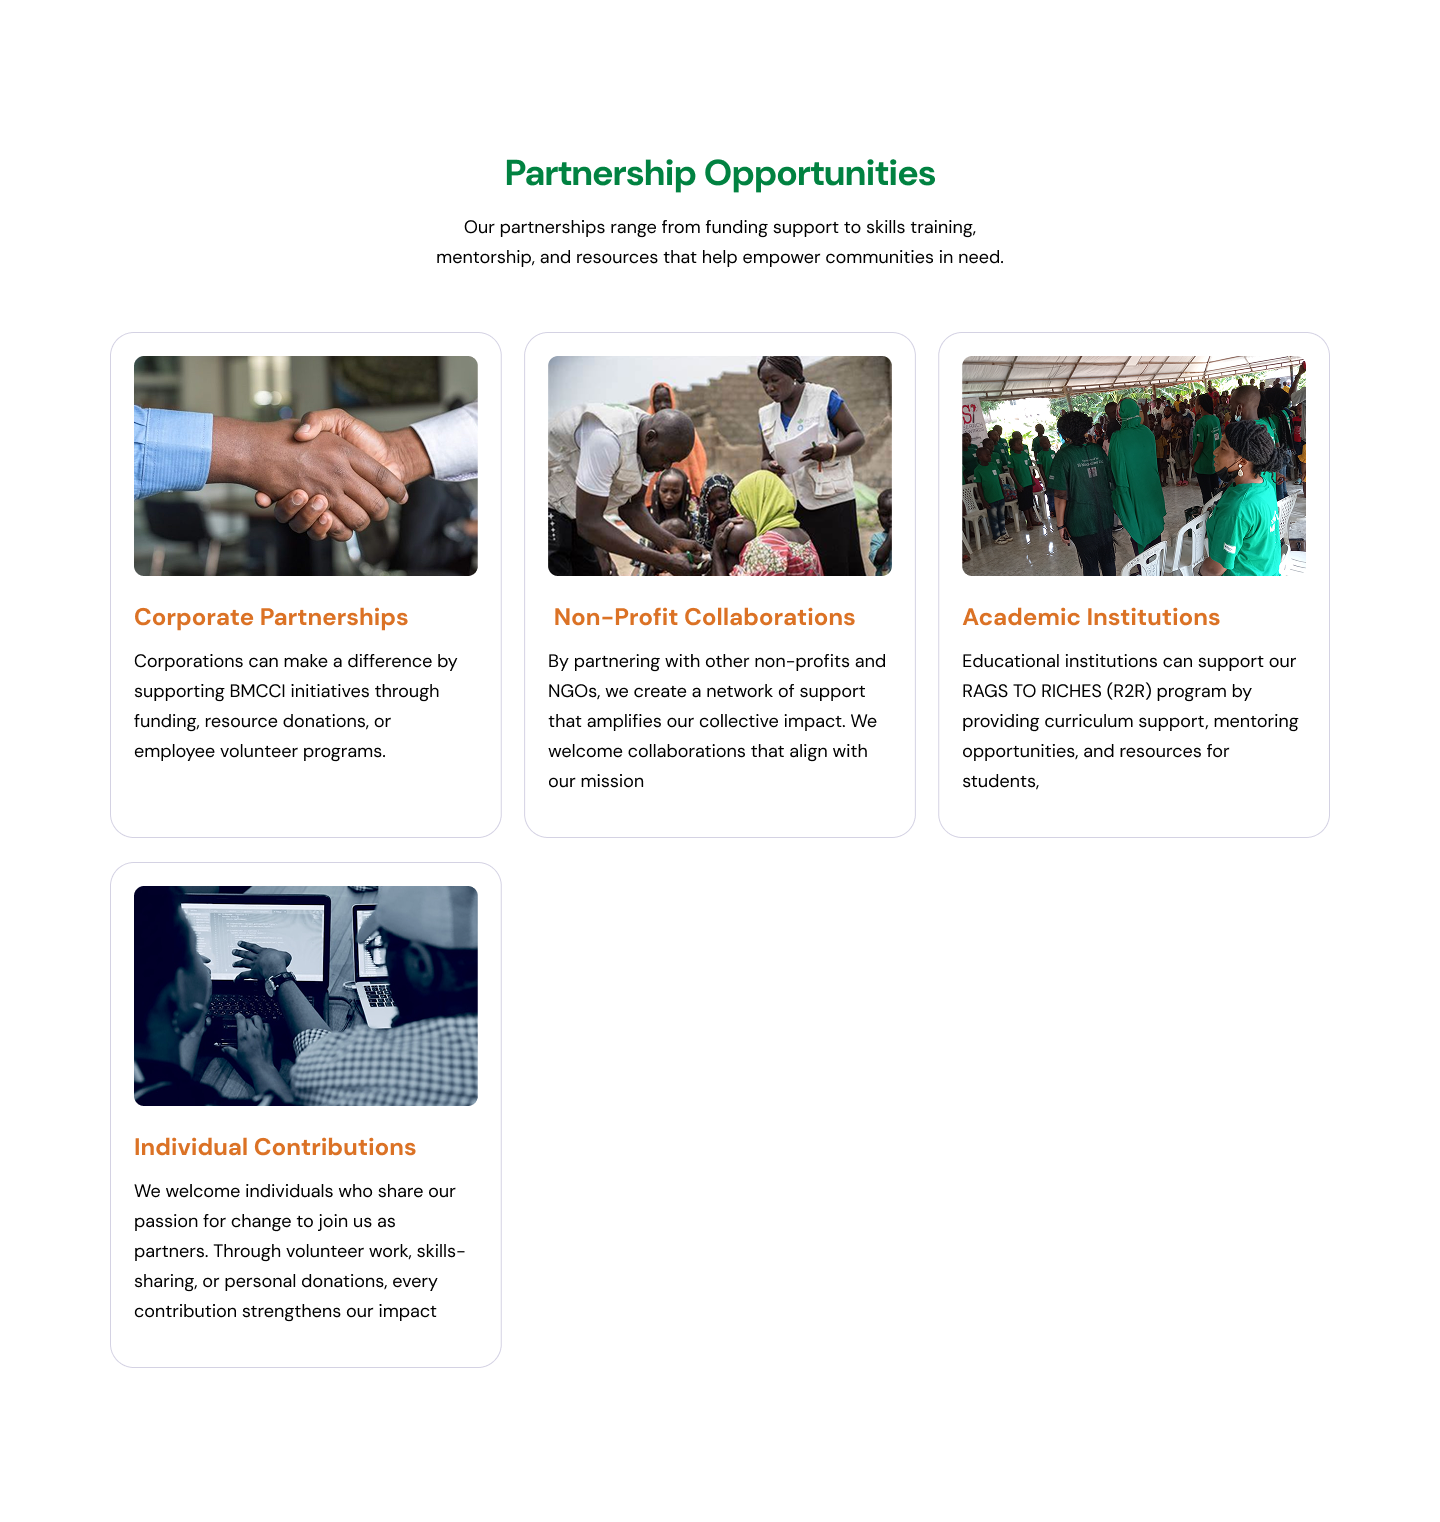 Partnership Opportunities
Our partnerships range from funding support to skills training,
mentorship, and resources that help empower communities in need.
Corporate Partnerships
Corporations can make a difference by
supporting BMCCI initiatives through
funding, resource donations, or
employee volunteer programs.
Non-Profit Collaborations
By partnering with other non-profits and
NGOs, we create a network of support
that amplifies our collective impact. We
welcome collaborations that align with
our mission
Academic Institutions
Educational institutions can support our
RAGS TO RICHES (R2R) program by
providing curriculum support, mentoring
opportunities, and resources for
students,
Individual Contributions
We welcome individuals who share our
passion for change to join us as
partners. Through volunteer work, skills-
sharing, or personal donations, every
contribution strengthens our impact